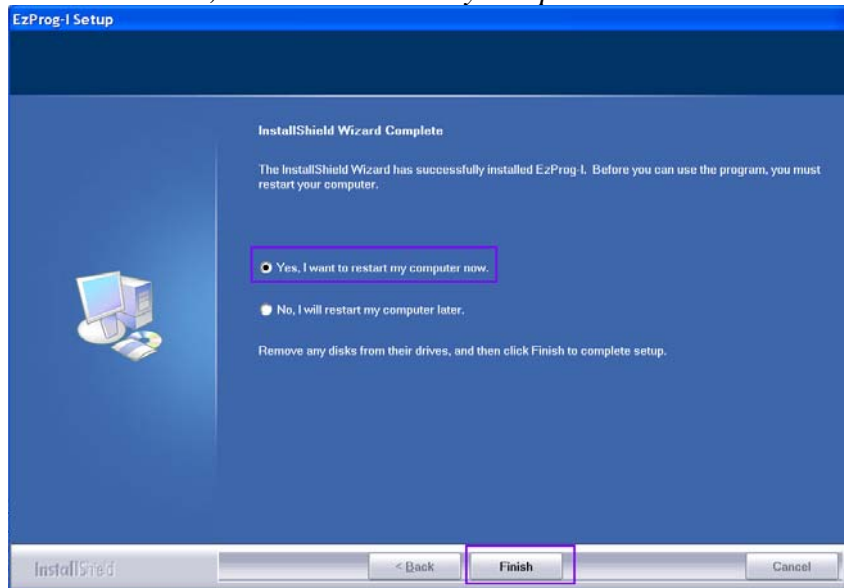 EzProg-I Setup
InstallShield Wizard Complete
The InstallShield Wizard has successfully installed EzProg-I. Before you can use the program, you must
restart your computer.
Yes, I want to restart my computer now.
No, I will restart my computer later.
Remove any disks from their drives, and then click Finish to complete setup.
InstallShield
< Back
Finish
Cancel